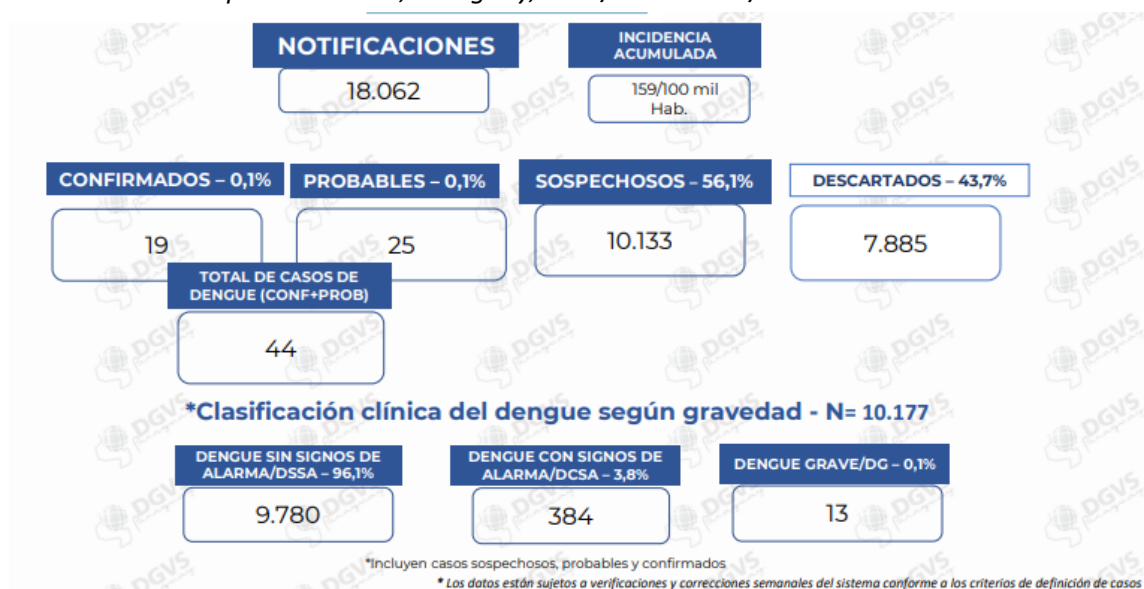 NOTIFICACIONES
18.062
INCIDENCIA
ACUMULADA
159/100 mil
Hab.
CONFIRMADOS – 0,1%
19
PROBABLES – 0,1%
25
SOSPECHOSOS – 56,1%
10.133
DESCARTADOS – 43,7%
7.885
TOTAL DE CASOS DE
DENGUE (CONF+PROB)
44
*Clasificación clínica del dengue según gravedad - N= 10.177
DENGUE SIN SIGNOS DE
ALARMA/DSSA – 96,1%
9.780
DENGUE CON SIGNOS DE
ALARMA/DCSA – 3,8%
384
DENGUE GRAVE/DG – 0,1%
13
*Incluyen casos sospechosos, probables y confirmados
* Los datos están sujetos a verificaciones y correcciones semanales del sistema conforme a los criterios de definición de casos